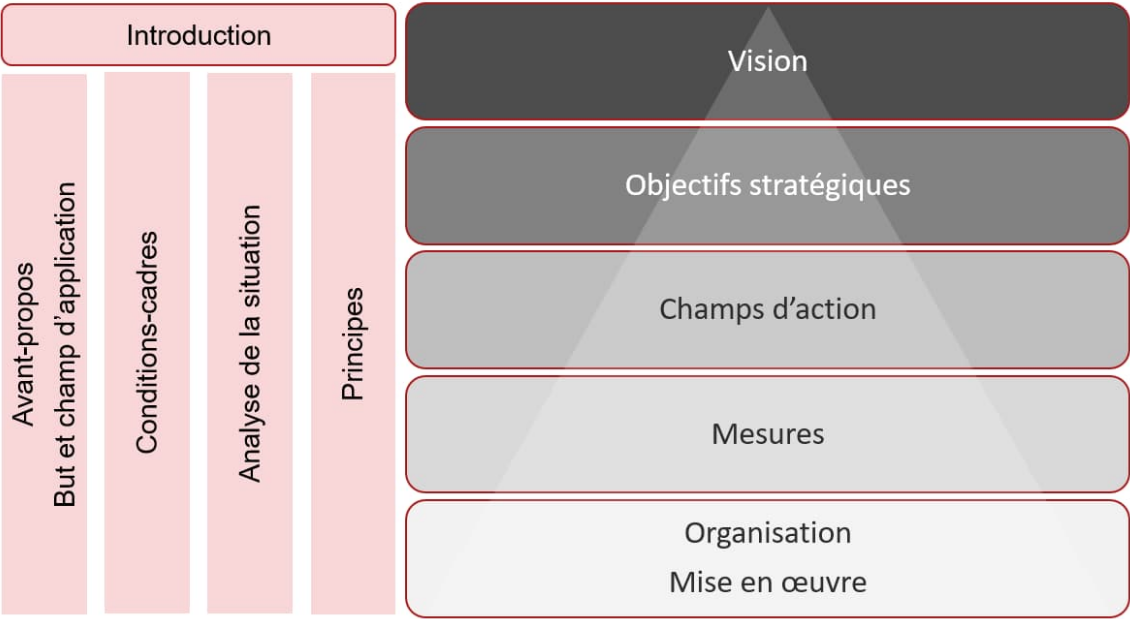 Introduction
Avant-propos
But et champ d’application
Conditions-cadres
Analyse de la situation
Principes
Vision
Objectifs stratégiques
Champs d’action
Mesures
Organisation
Mise en œuvre